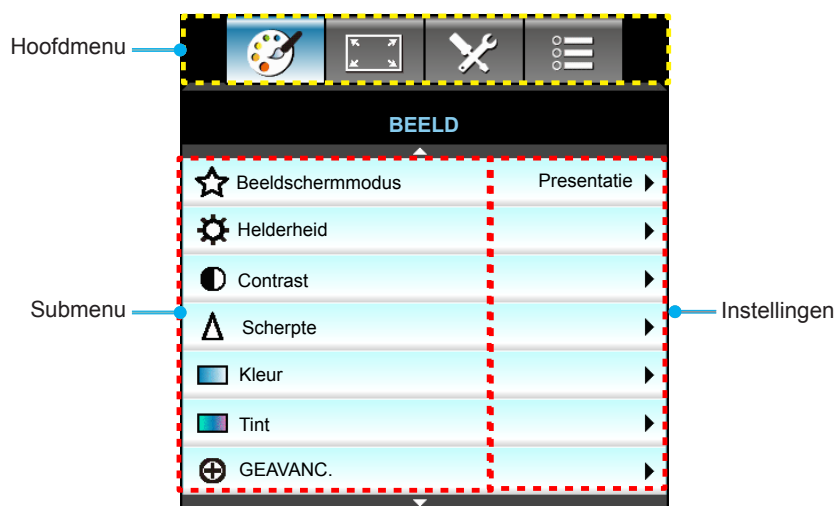 Hoofdmenu
BEELD
Beeldschermmodus Presentatie
Helderheid
Contrast
Submenu
Instellingen
Scherpte
Kleur
Tint
GEAVANC.